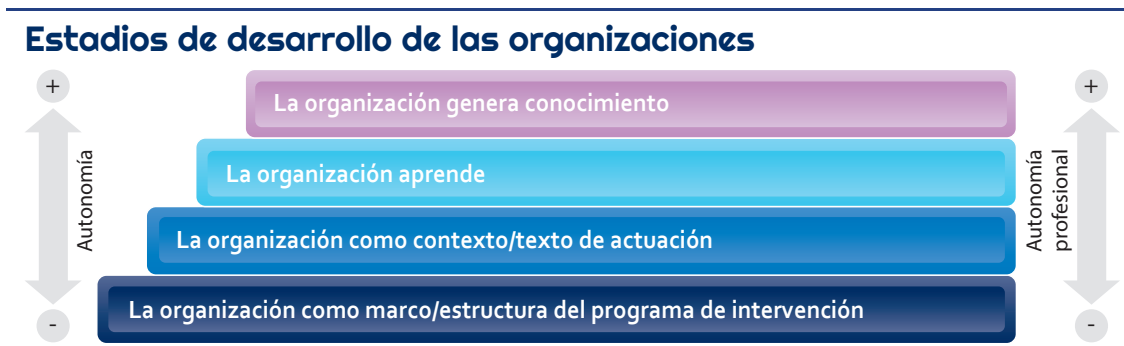 Estadios de desarrollo de las organizaciones
+
+
La organización genera conocimiento
La organización aprende
Autonomía
Autonomía
profesional
La organización como contexto/texto de actuación
La organización como marco/estructura del programa de intervención
-
-